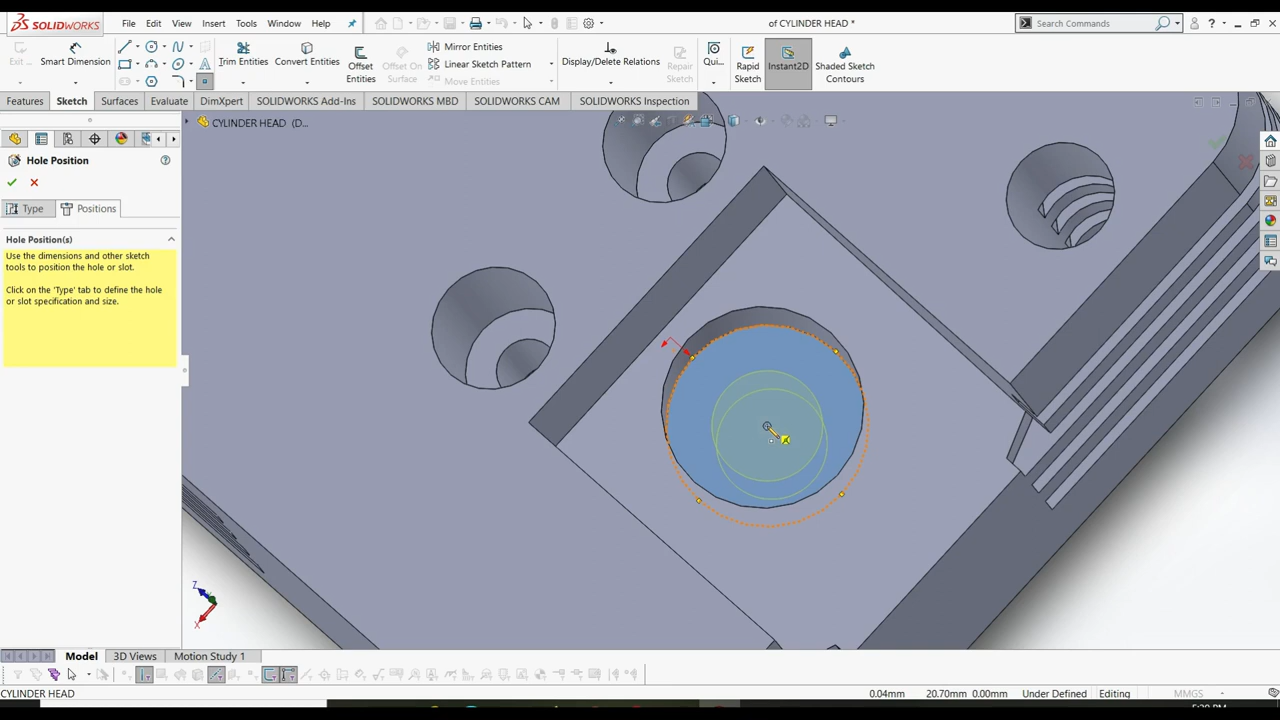 SOLIDWORKS
File
Edit
View
Insert
Tools
Window
Help
of CYLINDER HEAD *
Search Commands
Exit ...
Smart Dimension
Trim Entities
Convert Entities
Offset
Entities
Offset On
Surface
Mirror Entities
Linear Sketch Pattern
Move Entities
Display/Delete Relations
Repair
Sketch
Qui...
Rapid
Sketch
Instant2D
Shaded Sketch
Contours
Features
Sketch
Surfaces
Evaluate
DimXpert
SOLIDWORKS Add-Ins
SOLIDWORKS MBD
SOLIDWORKS CAM
SOLIDWORKS Inspection
CYLINDER HEAD (D...
Hole Position
Type
Positions
Hole Position(s)
Use the dimensions and other sketch
tools to position the hole or slot.
Click on the 'Type' tab to define the hole
or slot specification and size.
Z
X
Model
3D Views
Motion Study 1
CYLINDER HEAD
0.04mm
20.70mm 0.00mm
Under Defined
Editing
MMGS